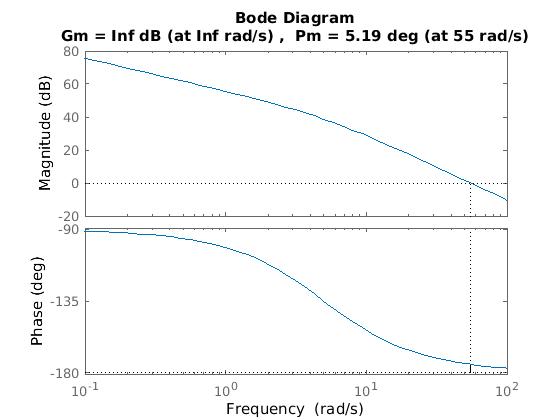 Bode Diagram
Gm = Inf dB (at Inf rad/s) ,  Pm = 5.19 deg (at 55 rad/s)
80
60
40
20
0
-20
Magnitude (dB)
-90
-135
-180
Phase (deg)
10^-1 10^0 10^1 10^2
Frequency  (rad/s)